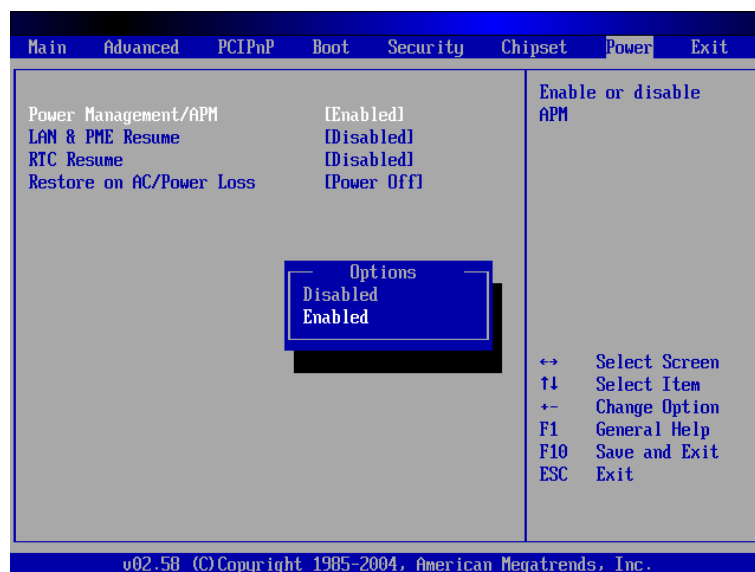 Main Advanced PCIPnP Boot Security Chipset Power Exit
Power Management/APM [Enabled]
LAN & PME Resume [Disabled]
RTC Resume [Disabled]
Restore on AC/Power Loss [Power Off]
Options
Disabled
Enabled
Enable or disable
APM
↔ Select Screen
↑↓ Select Item
+- Change Option
F1 General Help
F10 Save and Exit
ESC Exit
v02.58 (C)Copyright 1985-2004, American Megatrends, Inc.